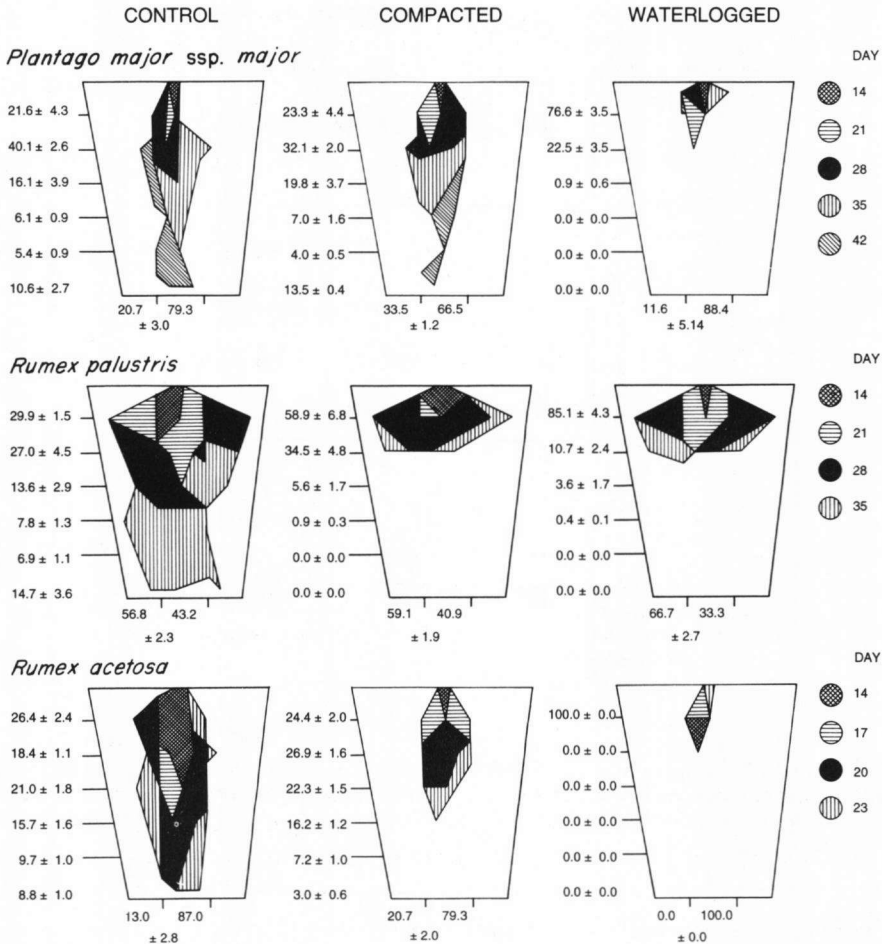 CONTROL COMPACTED WATERLOGGED
Plantago major ssp. major
DAY
21.6 ± 4.3 23.3 ± 4.4 76.6 ± 3.5 14
40.1 ± 2.6 32.1 ± 2.0 22.5 ± 3.5 21
16.1 ± 3.9 19.8 ± 3.7 0.9 ± 0.6 28
6.1 ± 0.9 7.0 ± 1.6 0.0 ± 0.0 35
5.4 ± 0.9 4.0 ± 0.5 0.0 ± 0.0 42
10.6 ± 2.7 13.5 ± 0.4 0.0 ± 0.0
20.7 79.3 33.5 66.5 11.6 88.4
± 3.0 ± 1.2 ± 5.14
Rumex palustris
DAY
29.9 ± 1.5 58.9 ± 6.8 85.1 ± 4.3 14
27.0 ± 4.5 34.5 ± 4.8 10.7 ± 2.4 21
13.6 ± 2.9 5.6 ± 1.7 3.6 ± 1.7 28
7.8 ± 1.3 0.9 ± 0.3 0.4 ± 0.1 35
6.9 ± 1.1 0.0 ± 0.0 0.0 ± 0.0
14.7 ± 3.6 0.0 ± 0.0 0.0 ± 0.0
56.8 43.2 59.1 40.9 66.7 33.3
± 2.3 ± 1.9 ± 2.7
Rumex acetosa
DAY
26.4 ± 2.4 24.4 ± 2.0 100.0 ± 0.0 14
18.4 ± 1.1 26.9 ± 1.6 0.0 ± 0.0 17
21.0 ± 1.8 22.3 ± 1.5 0.0 ± 0.0 20
15.7 ± 1.6 16.2 ± 1.2 0.0 ± 0.0 23
9.7 ± 1.0 7.2 ± 1.0 0.0 ± 0.0
8.8 ± 1.0 3.0 ± 0.6 0.0 ± 0.0
13.0 87.0 20.7 79.3 0.0 100.0
± 2.8 ± 2.0 ± 0.0